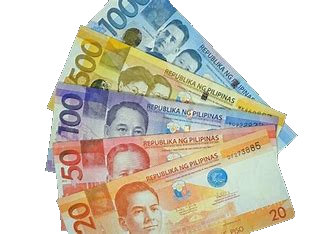 1000
REPUBLIKA NG PILIPINAS
500
REPUBLIKA NG PILIPINAS
100
REPUBLIKA NG PILIPINAS
50
REPUBLIKA NG PILIPINAS
20
REPUBLIKA NG PILIPINAS
PISO
20